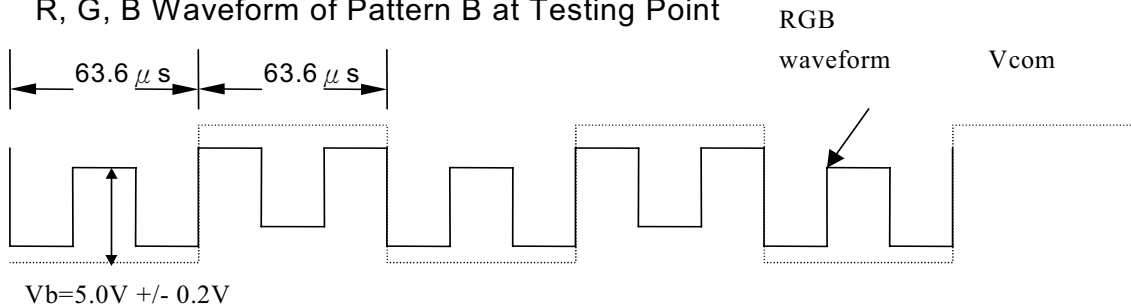 R, G, B Waveform of Pattern B at Testing Point
RGB
waveform
Vcom
63.6 μ s
63.6 μ s
Vb=5.0V +/- 0.2V